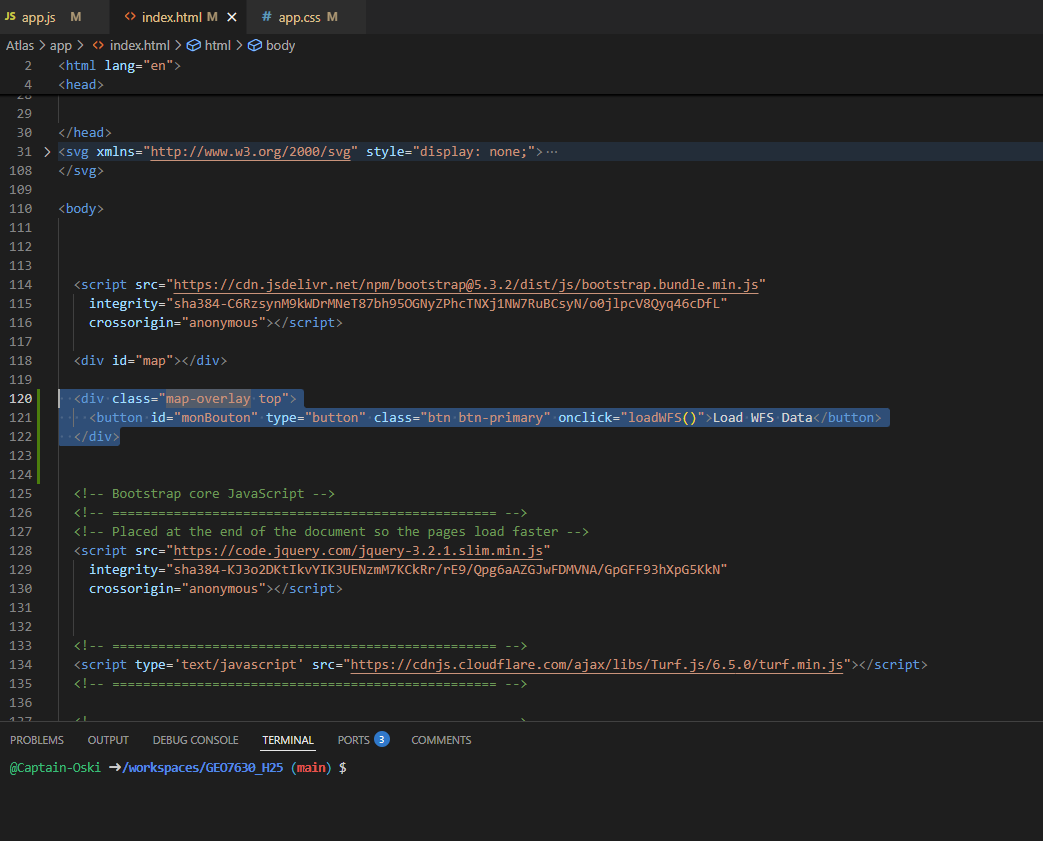 JS app.js M <> index.html M × # app.css M
Atlas > app > <> index.html > html > body
2 <html lang="en">
4 <head>
28
29
30 </head>
31 <svg xmlns="http://www.w3.org/2000/svg" style="display: none;">…
108 </svg>
109
110 <body>
111
112
113
114 <script src="https://cdn.jsdelivr.net/npm/bootstrap@5.3.2/dist/js/bootstrap.bundle.min.js"
115 integrity="sha384-C6RzsynM9kWDrMNeT87bh95OGNyZPhcTNXj1NW7RuBCsyN/o0jlpcV8Qyq46cDfL"
116 crossorigin="anonymous"></script>
117
118 <div id="map"></div>
119
120 <div class="map-overlay top">
121 <button id="monBouton" type="button" class="btn btn-primary" onclick="loadWFS()">Load WFS Data</button>
122 </div>
123
124
125 <!-- Bootstrap core JavaScript -->
126 <!-- ================================================== -->
127 <!-- Placed at the end of the document so the pages load faster -->
128 <script src="https://code.jquery.com/jquery-3.2.1.slim.min.js"
129 integrity="sha384-KJ3o2DKtIkvYIK3UENzmM7KCkRr/rE9/Qpg6aAZGJwFDMVNA/GpGFF93hXpG5KkN"
130 crossorigin="anonymous"></script>
131
132
133 <!-- ================================================== -->
134 <script type='text/javascript' src="https://cdnjs.cloudflare.com/ajax/libs/Turf.js/6.5.0/turf.min.js"></script>
135 <!-- ================================================== -->
136
137
PROBLEMS OUTPUT DEBUG CONSOLE TERMINAL PORTS 3 COMMENTS
@Captain-Oski ➜/workspaces/GEO7630_H25 (main) $